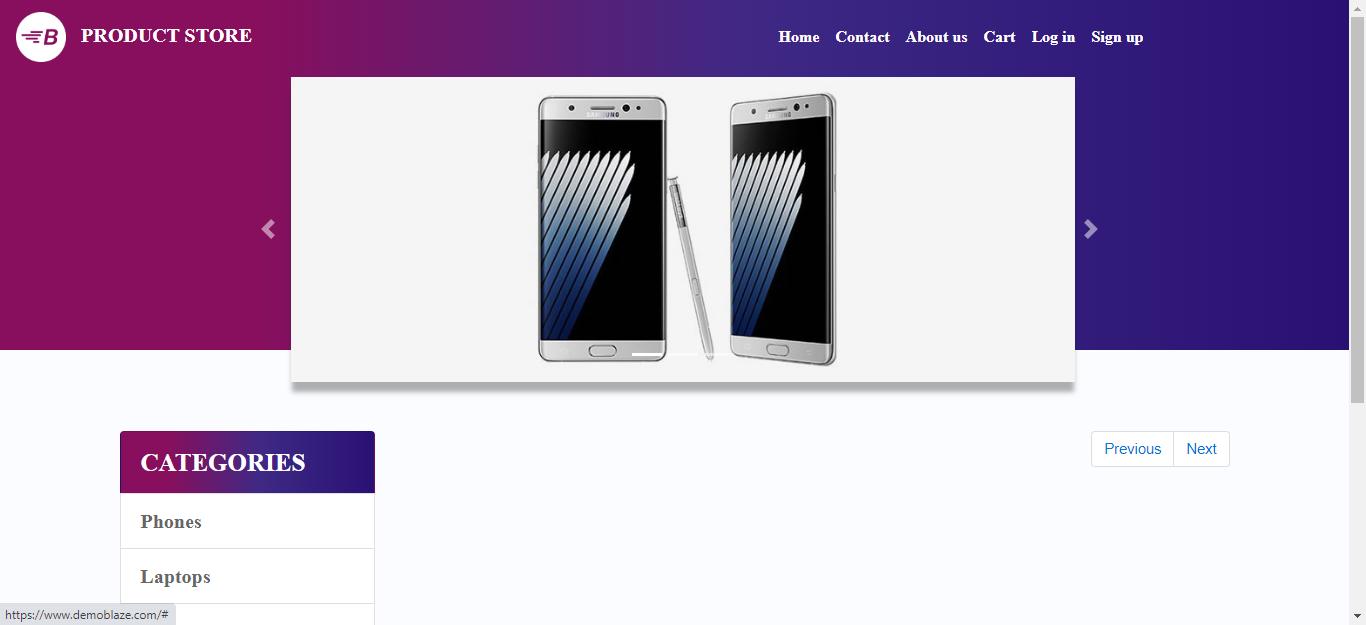 B PRODUCT STORE Home Contact About us Cart Log in Sign up
SAMSUNG SAMSUNG
CATEGORIES Previous Next
Phones
Laptops
https://www.demoblaze.com/#